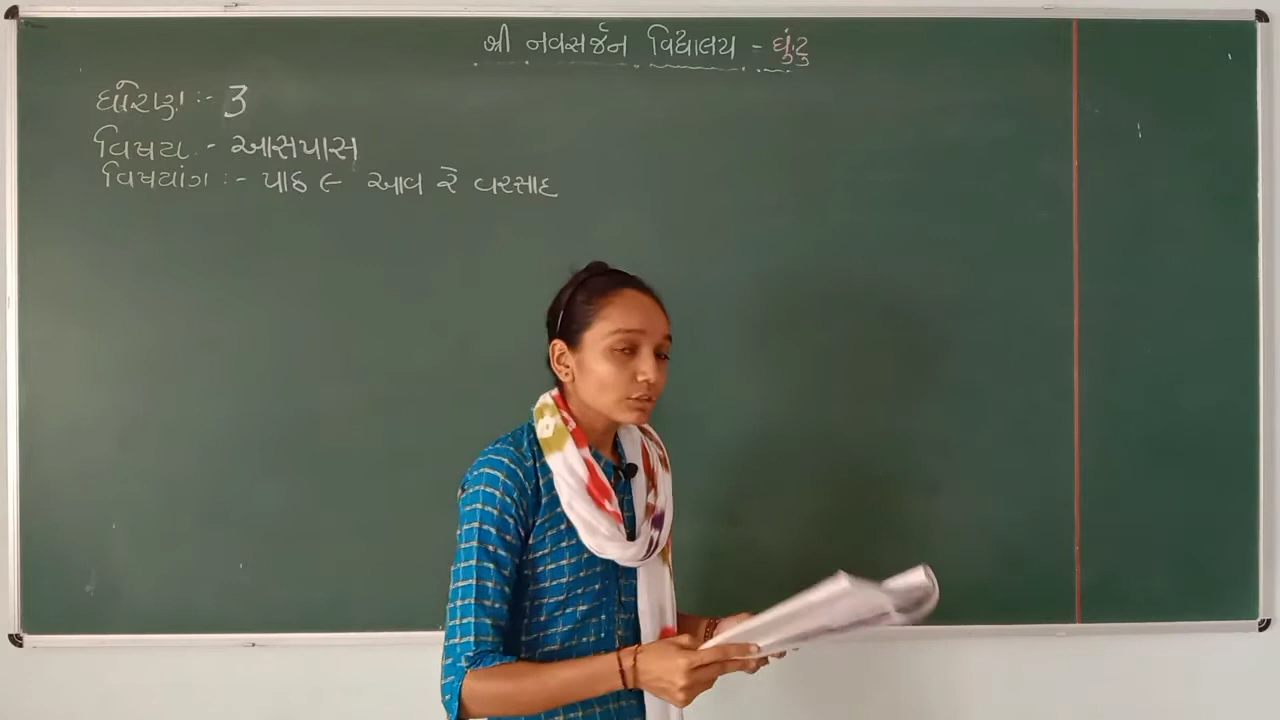 શ્રી નવસર્જન વિદ્યાલય - ઘુંટુ
ધોરણ :- 3
વિષય :- આસપાસ
વિષયાંગ :- પાઠ ૯ આવ રે વરસાદ